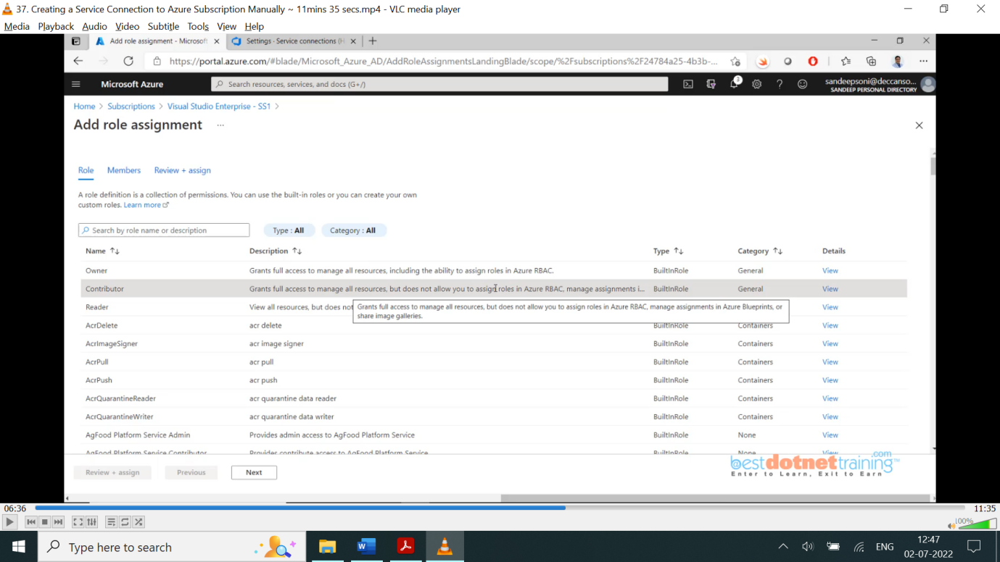 37. Creating a Service Connection to Azure Subscription Manually ~ 11mins 35 secs.mp4 - VLC media player
Media Playback Audio Video Subtitle Tools View Help
Add role assignment - Microsoft
Settings · Service connections (H
https://portal.azure.com/#blade/Microsoft_Azure_AD/AddRoleAssignmentsLandingBlade/scope/%2Fsubscriptions%2F24784a25-4b3b-...
Microsoft Azure
Search resources, services, and docs (G+/)
3
sandeepsoni@deccanso...
SANDEEP PERSONAL DIRECTORY
Home > Subscriptions > Visual Studio Enterprise - SS1 >
Add role assignment ...
Role Members Review + assign
A role definition is a collection of permissions. You can use the built-in roles or you can create your own
custom roles. Learn more
Search by role name or description
Type : All
Category : All
Name Description Type Category Details
Owner Grants full access to manage all resources, including the ability to assign roles in Azure RBAC. BuiltInRole General View
Contributor Grants full access to manage all resources, but does not allow you to assign roles in Azure RBAC, manage assignments i... BuiltInRole General View
Reader View all resources, but does not BuiltInRole General View
Grants full access to manage all resources, but does not allow you to assign roles in Azure RBAC, manage assignments in Azure Blueprints, or
share image galleries.
AcrDelete acr delete BuiltInRole Containers View
AcrImageSigner acr image signer BuiltInRole Containers View
AcrPull acr pull BuiltInRole Containers View
AcrPush acr push BuiltInRole Containers View
AcrQuarantineReader acr quarantine data reader BuiltInRole Containers View
AcrQuarantineWriter acr quarantine data writer BuiltInRole Containers View
AgFood Platform Service Admin Provides admin access to AgFood Platform Service BuiltInRole None View
AgFood Platform Service Contributor Provides contribute access to AgFood Platform Service BuiltInRole None View
Review + assign Previous Next
bestdotnettraining.com™
Enter to Learn, Exit to Earn
06:36
11:35
100%
Type here to search
ENG
12:47
02-07-2022